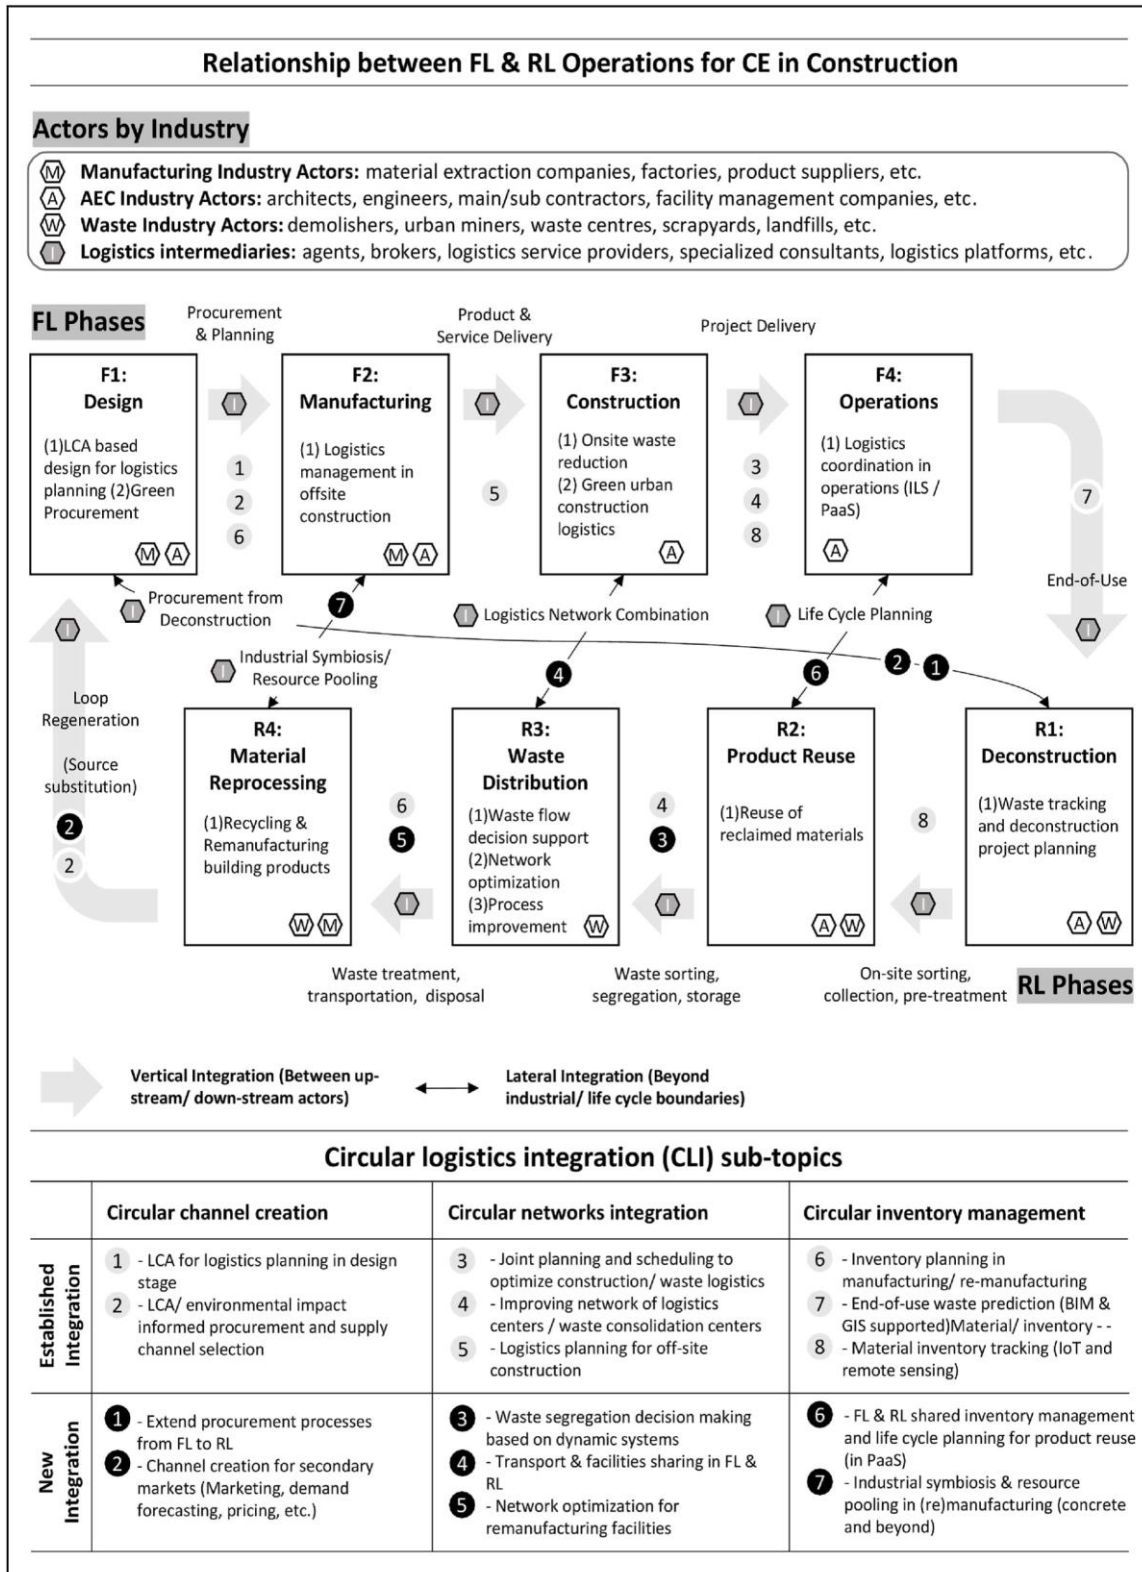 Relationship between FL & RL Operations for CE in Construction
Actors by Industry
M Manufacturing Industry Actors: material extraction companies, factories, product suppliers, etc.
A AEC Industry Actors: architects, engineers, main/sub contractors, facility management companies, etc.
W Waste Industry Actors: demolishers, urban miners, waste centres, scrapyards, landfills, etc.
I Logistics intermediaries: agents, brokers, logistics service providers, specialized consultants, logistics platforms, etc.
FL Phases
Procurement
& Planning
Product &
Service Delivery
Project Delivery
F1:
Design
(1)LCA based
design for logistics
planning (2)Green
Procurement
M A
I
1
2
6
F2:
Manufacturing
(1) Logistics
management in
offsite
construction
M A
I
5
F3:
Construction
(1) Onsite waste
reduction
(2) Green urban
construction
logistics
A
I
3
4
8
F4:
Operations
(1) Logistics
coordination in
operations (ILS /
PaaS)
A
7
End-of-Use
I
I Procurement from
Deconstruction
7
I Logistics Network Combination
I Life Cycle Planning
I Industrial Symbiosis/
Resource Pooling
4
6
2 1
I
Loop
Regeneration
(Source
substitution)
2
2
R4:
Material
Reprocessing
(1)Recycling &
Remanufacturing
building products
W M
6
5
I
R3:
Waste
Distribution
(1)Waste flow
decision support
(2)Network
optimization
(3)Process
improvement
W
4
3
I
R2:
Product Reuse
(1)Reuse of
reclaimed materials
A W
8
I
R1:
Deconstruction
(1)Waste tracking
and deconstruction
project planning
A W
Waste treatment,
transportation, disposal
Waste sorting,
segregation, storage
On-site sorting,
collection, pre-treatment
RL Phases
Vertical Integration (Between up-
stream/ down-stream actors)
Lateral Integration (Beyond
industrial/ life cycle boundaries)
Circular logistics integration (CLI) sub-topics
Circular channel creation
Circular networks integration
Circular inventory management
Established
Integration
1 - LCA for logistics planning in design
stage
2 - LCA/ environmental impact
informed procurement and supply
channel selection
3 - Joint planning and scheduling to
optimize construction/ waste logistics
4 - Improving network of logistics
centers / waste consolidation centers
5 - Logistics planning for off-site
construction
6 - Inventory planning in
manufacturing/ re-manufacturing
7 - End-of-use waste prediction (BIM &
GIS supported)Material/ inventory - -
8 - Material inventory tracking (IoT and
remote sensing)
New
Integration
1 - Extend procurement processes
from FL to RL
2 - Channel creation for secondary
markets (Marketing, demand
forecasting, pricing, etc.)
3 - Waste segregation decision making
based on dynamic systems
4 - Transport & facilities sharing in FL &
RL
5 - Network optimization for
remanufacturing facilities
6 - FL & RL shared inventory management
and life cycle planning for product reuse
(in PaaS)
7 - Industrial symbiosis & resource
pooling in (re)manufacturing (concrete
and beyond)